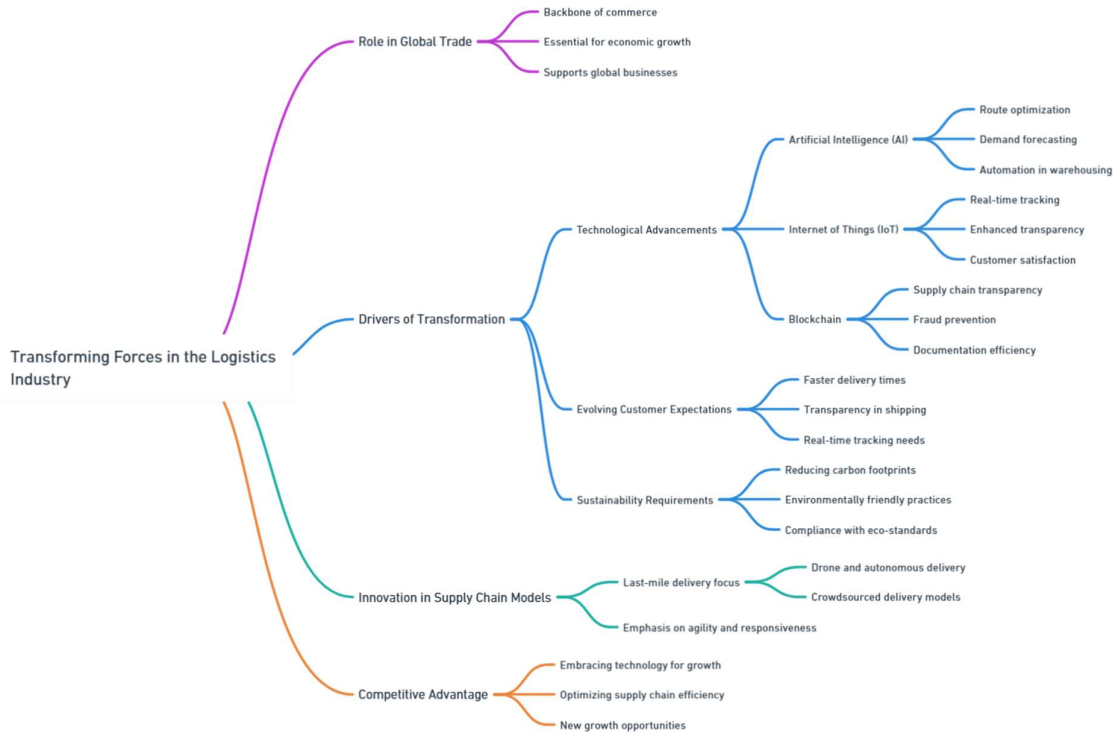 Transforming Forces in the Logistics
Industry
Role in Global Trade
Backbone of commerce
Essential for economic growth
Supports global businesses
Drivers of Transformation
Technological Advancements
Artificial Intelligence (AI)
Route optimization
Demand forecasting
Automation in warehousing
Internet of Things (IoT)
Real-time tracking
Enhanced transparency
Customer satisfaction
Blockchain
Supply chain transparency
Fraud prevention
Documentation efficiency
Evolving Customer Expectations
Faster delivery times
Transparency in shipping
Real-time tracking needs
Sustainability Requirements
Reducing carbon footprints
Environmentally friendly practices
Compliance with eco-standards
Innovation in Supply Chain Models
Last-mile delivery focus
Drone and autonomous delivery
Crowdsourced delivery models
Emphasis on agility and responsiveness
Competitive Advantage
Embracing technology for growth
Optimizing supply chain efficiency
New growth opportunities